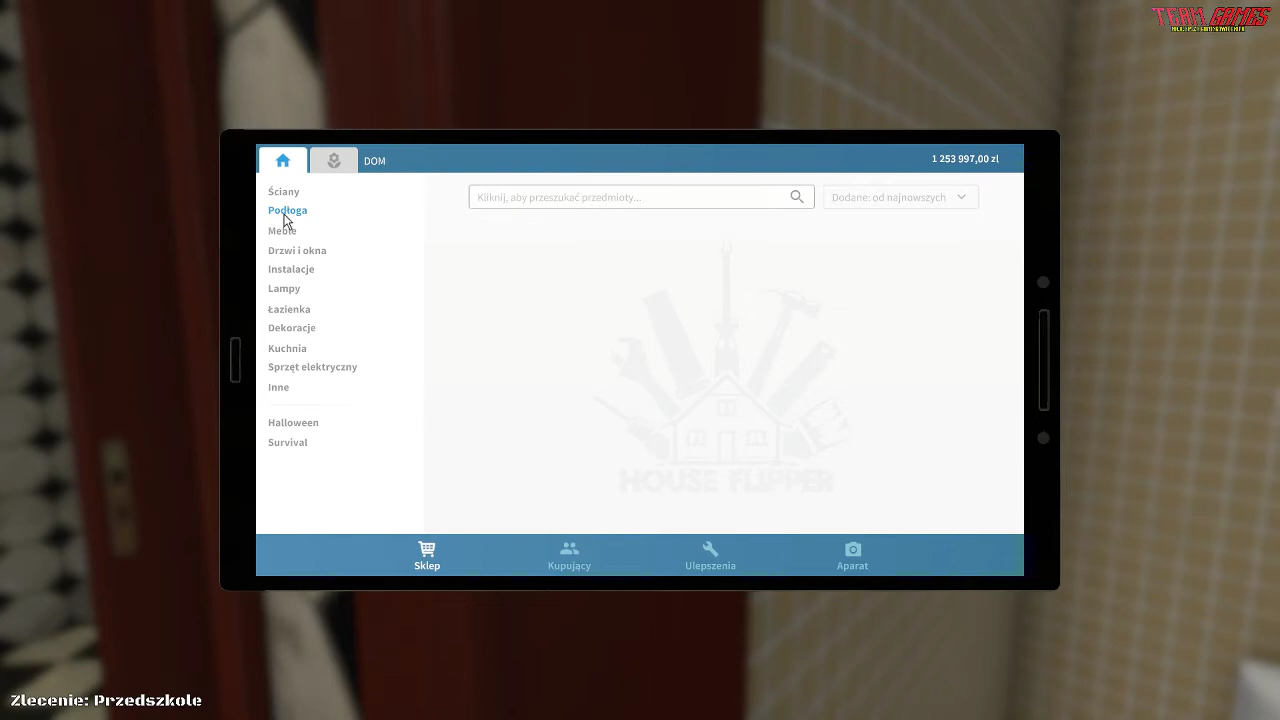 TEAM GAMES
DOM
1 253 997,00 zł
Ściany
Podłoga
Meble
Drzwi i okna
Instalacje
Lampy
Łazienka
Dekoracje
Kuchnia
Sprzęt elektryczny
Inne
Halloween
Survival
Kliknij, aby przeszukać przedmioty...
Dodane: od najnowszych
HOUSE FLIPPER
Sklep
Kupujący
Ulepszenia
Aparat
Zlecenie: Przedszkole